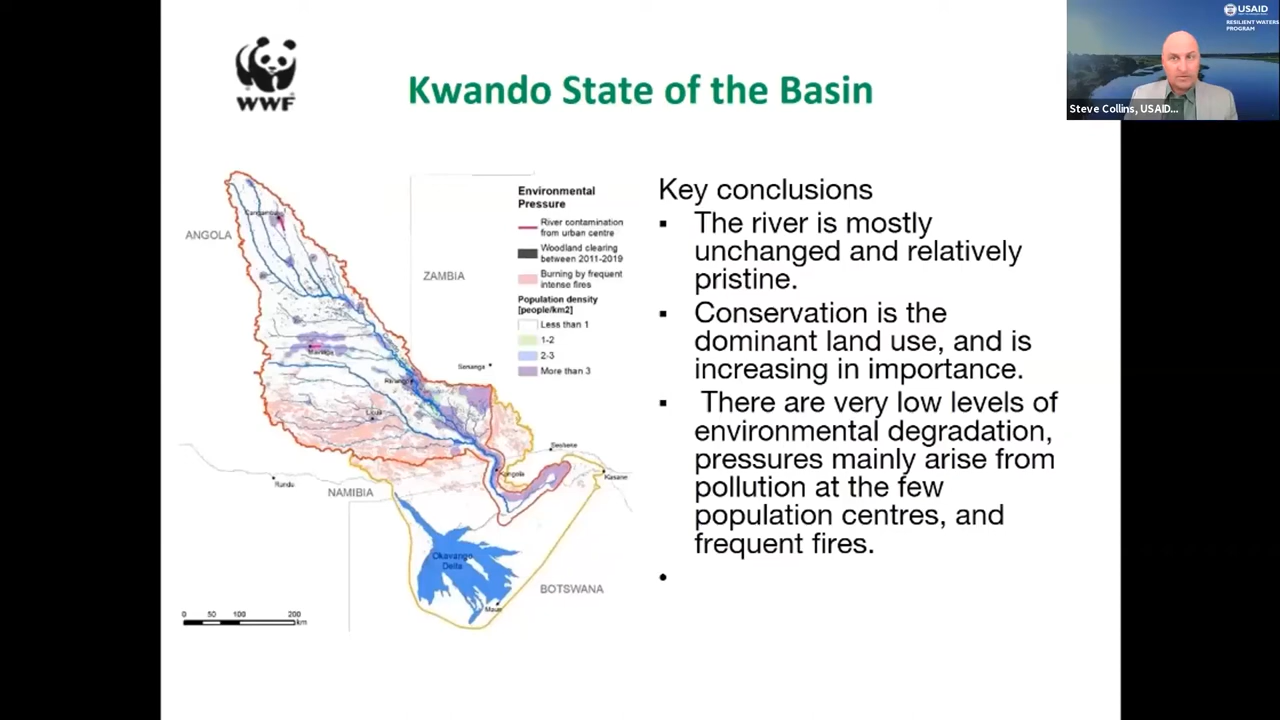 WWF
Kwando State of the Basin
USAID
RESILIENT WATERS
PROGRAM
Steve Collins, USAID...
Key conclusions
▪ The river is mostly
unchanged and relatively
pristine.
▪ Conservation is the
dominant land use, and is
increasing in importance.
▪ There are very low levels of
environmental degradation,
pressures mainly arise from
pollution at the few
population centres, and
frequent fires.
•
Environmental
Pressure
River contamination
from urban centre
Woodland clearing
between 2011-2019
Burning by frequent
intense fires
Population density
[people/km2]
Less than 1
1-2
2-3
More than 3
ANGOLA
ZAMBIA
NAMIBIA
BOTSWANA
Cangamba
Senanga
Sesheke
Kongola
Kasane
Rundu
Okavango
Delta
Maun
0 50 100 200
km